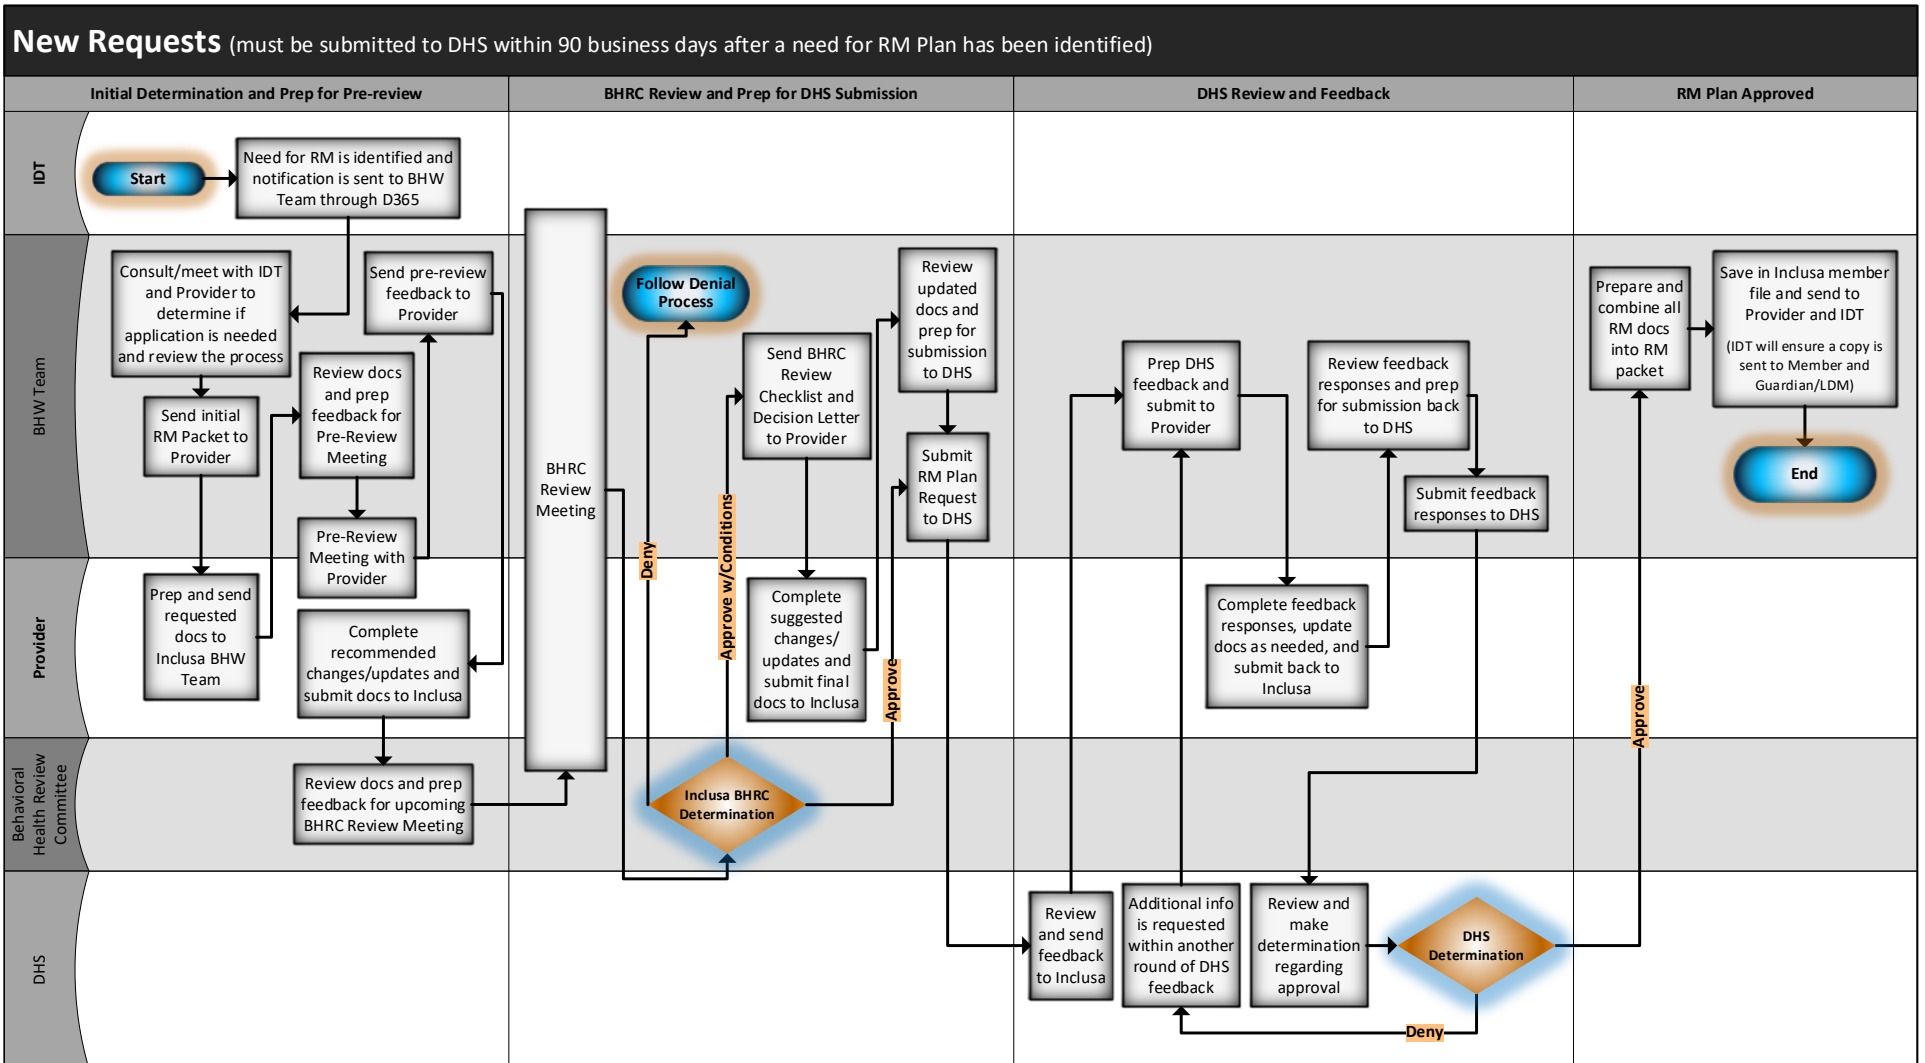 New Requests (must be submitted to DHS within 90 business days after a need for RM Plan has been identified)
Initial Determination and Prep for Pre-review
BHRC Review and Prep for DHS Submission
DHS Review and Feedback
RM Plan Approved
IDT
Start
Need for RM is identified and
notification is sent to BHW
Team through D365
BHW Team
Consult/meet with IDT
and Provider to
determine if
application is needed
and review the process
Send initial
RM Packet to
Provider
Review docs
and prep
feedback for
Pre-Review
Meeting
Pre-Review
Meeting with
Provider
Send pre-review
feedback to
Provider
BHRC
Review
Meeting
Follow Denial
Process
Send BHRC
Review
Checklist and
Decision Letter
to Provider
Review
updated
docs and
prep for
submission
to DHS
Submit
RM Plan
Request
to DHS
Prep DHS
feedback and
submit to
Provider
Review feedback
responses and prep
for submission back
to DHS
Submit feedback
responses to DHS
Prepare and
combine all
RM docs
into RM
packet
Save in Inclusa member
file and send to
Provider and IDT
(IDT will ensure a copy is
sent to Member and
Guardian/LDM)
End
Provider
Prep and send
requested
docs to
Inclusa BHW
Team
Complete
recommended
changes/updates and
submit docs to Inclusa
Deny
Approve w/Conditions
Complete
suggested
changes/
updates and
submit final
docs to Inclusa
Approve
Complete feedback
responses, update
docs as needed, and
submit back to
Inclusa
Approve
Behavioral
Health Review
Committee
Review docs and prep
feedback for upcoming
BHRC Review Meeting
Inclusa BHRC
Determination
DHS
Review
and send
feedback
to Inclusa
Additional info
is requested
within another
round of DHS
feedback
Review and
make
determination
regarding
approval
DHS
Determination
Deny